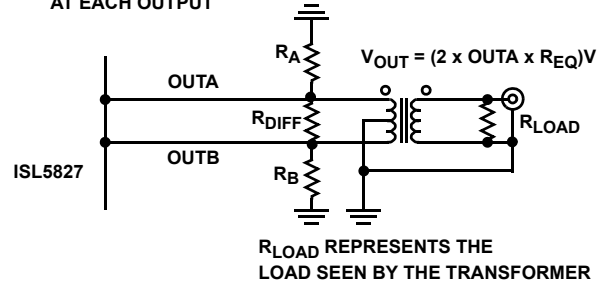 AT EACH OUTPUT
RA
VOUT = (2 x OUTA x REQ)V
OUTA
RDIFF
RLOAD
OUTB
ISL5827
RB
RLOAD REPRESENTS THE
LOAD SEEN BY THE TRANSFORMER